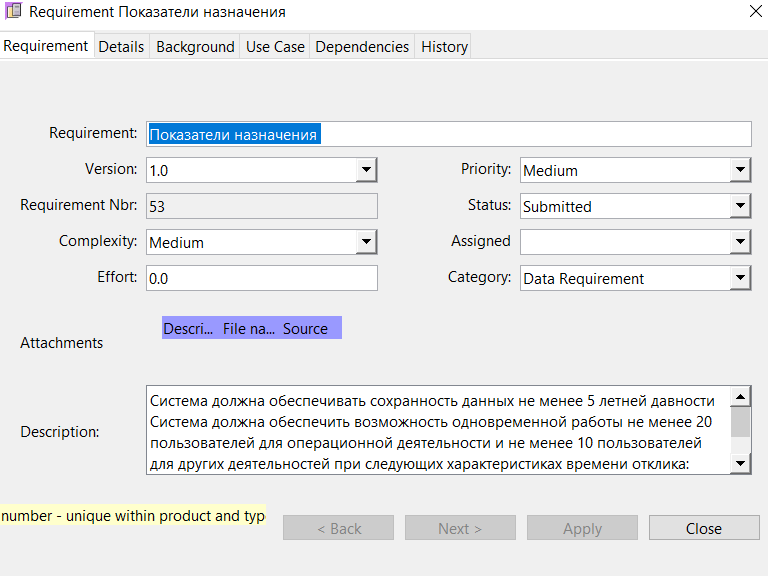 Requirement Показатели назначения
Requirement Details Background Use Case Dependencies History
Requirement: Показатели назначения
Version: 1.0 Priority: Medium
Requirement Nbr: 53 Status: Submitted
Complexity: Medium Assigned
Effort: 0.0 Category: Data Requirement
Attachments Descri... File na... Source
Description:
Система должна обеспечивать сохранность данных не менее 5 летней давности
Система должна обеспечить возможность одновременной работы не менее 20
пользователей для операционной деятельности и не менее 10 пользователей
для других деятельностей при следующих характеристиках времени отклика:
number - unique within product and typ
< Back Next > Apply Close